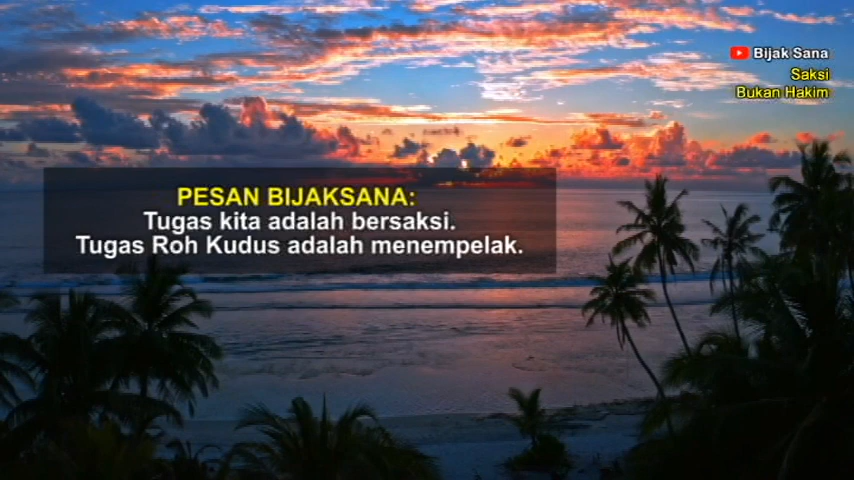 Bijak Sana
Saksi
Bukan Hakim
PESAN BIJAKSANA:
Tugas kita adalah bersaksi.
Tugas Roh Kudus adalah menempelak.